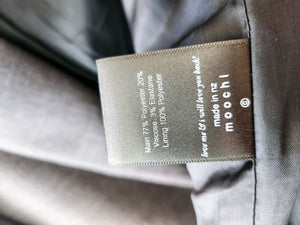 Main 77% Polyester 20%
Viscose 3% Elastane
Lining 100% Polyester
love me & i will love you back!
made in nz
moochi
©